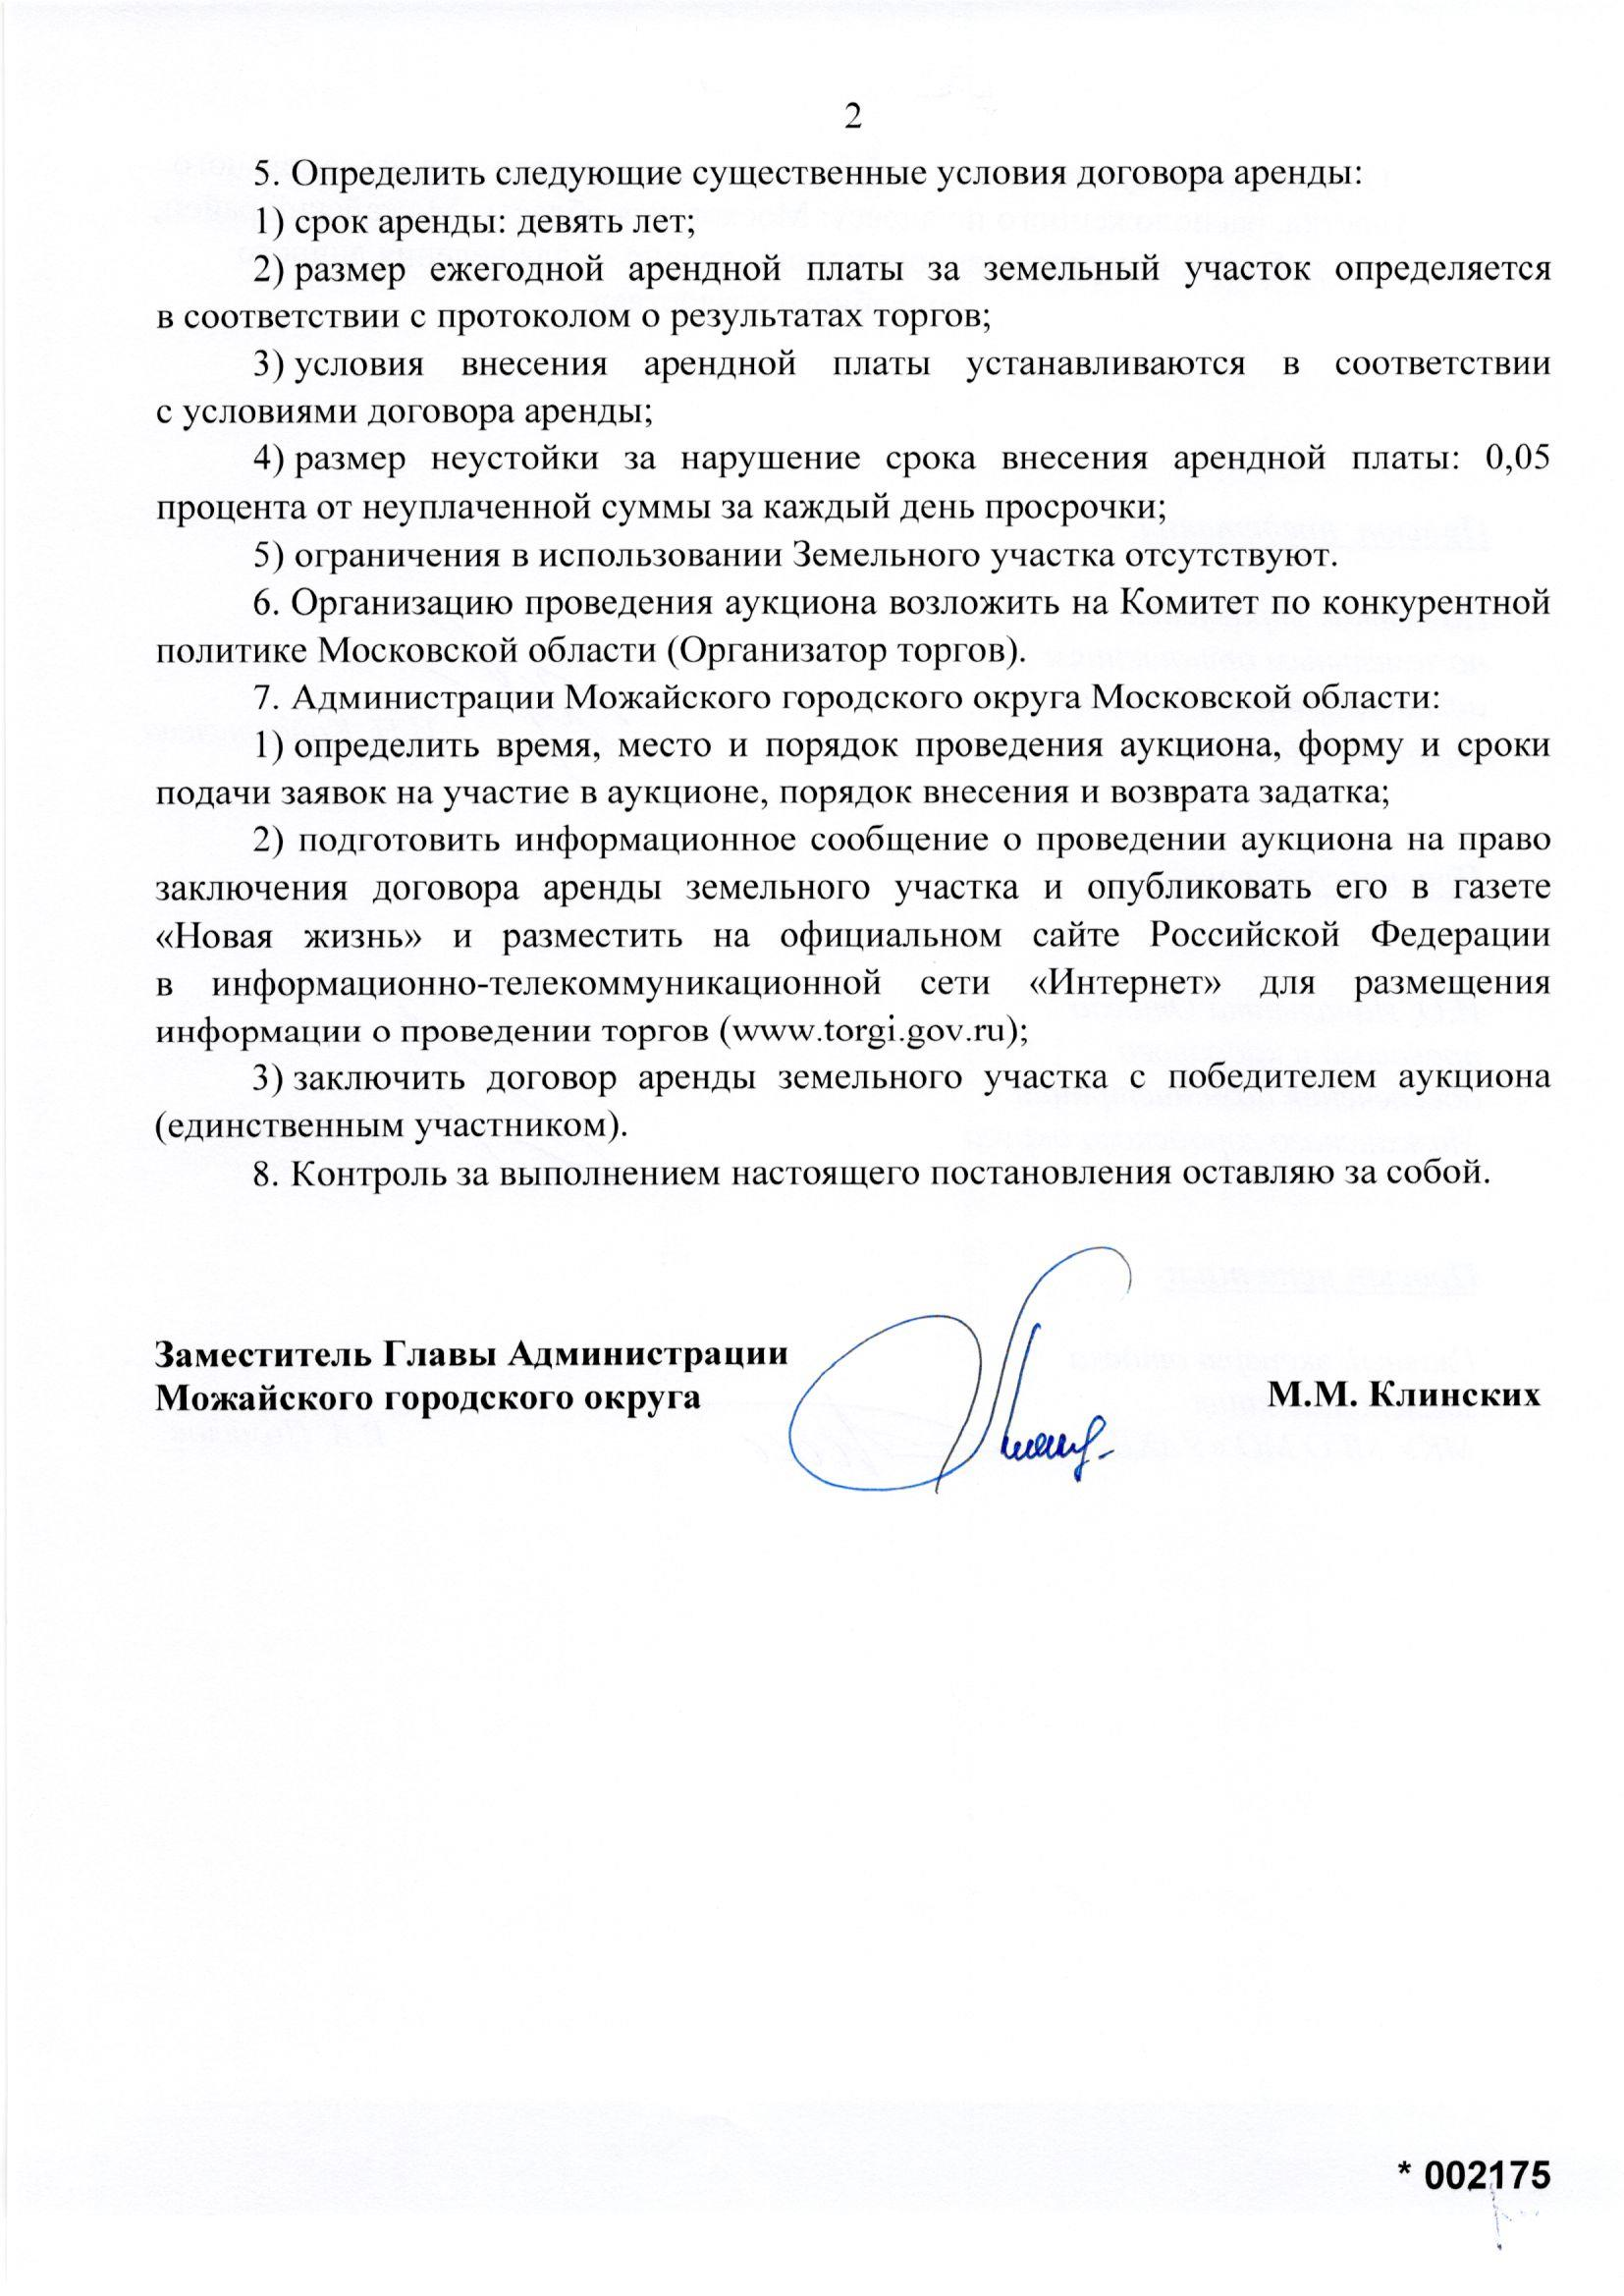 2
5. Определить следующие существенные условия договора аренды:
1) срок аренды: девять лет;
2) размер ежегодной арендной платы за земельный участок определяется
в соответствии с протоколом о результатах торгов;
3) условия внесения арендной платы устанавливаются в соответствии
с условиями договора аренды;
4) размер неустойки за нарушение срока внесения арендной платы: 0,05
процента от неуплаченной суммы за каждый день просрочки;
5) ограничения в использовании Земельного участка отсутствуют.
6. Организацию проведения аукциона возложить на Комитет по конкурентной
политике Московской области (Организатор торгов).
7. Администрации Можайского городского округа Московской области:
1) определить время, место и порядок проведения аукциона, форму и сроки
подачи заявок на участие в аукционе, порядок внесения и возврата задатка;
2) подготовить информационное сообщение о проведении аукциона на право
заключения договора аренды земельного участка и опубликовать его в газете
«Новая жизнь» и разместить на официальном сайте Российской Федерации
в информационно-телекоммуникационной сети «Интернет» для размещения
информации о проведении торгов (www.torgi.gov.ru);
3) заключить договор аренды земельного участка с победителем аукциона
(единственным участником).
8. Контроль за выполнением настоящего постановления оставляю за собой.
Заместитель Главы Администрации
Можайского городского округа
М.М. Клинских
* 002175